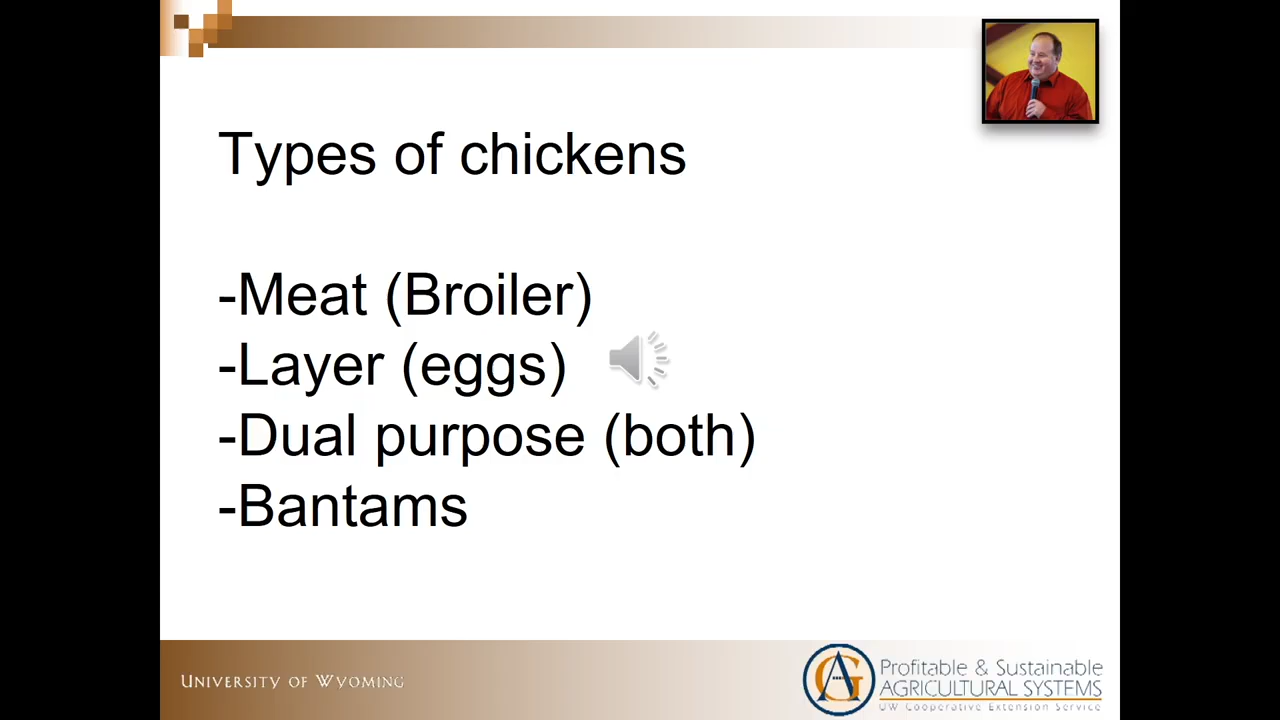 Types of chickens
-Meat (Broiler)
-Layer (eggs)
-Dual purpose (both)
-Bantams
UNIVERSITY OF WYOMING
AG
Profitable & Sustainable
AGRICULTURAL SYSTEMS
UW Cooperative Extension Service